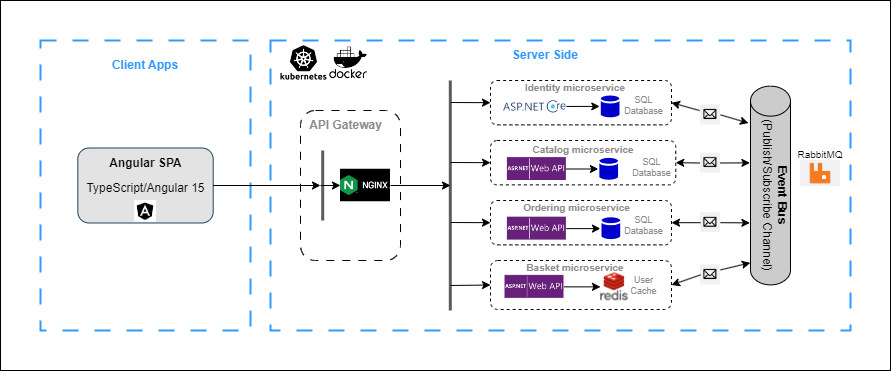 Client Apps
Angular SPA
TypeScript/Angular 15
kubernetes
docker
Server Side
API Gateway
NGINX
Identity microservice
ASP.NET Core
SQL
Database
Catalog microservice
ASP.NET Web API
SQL
Database
Ordering microservice
ASP.NET Web API
SQL
Database
Basket microservice
ASP.NET Web API
redis
User
Cache
Event Bus
(Publish/Subscribe Channel)
RabbitMQ